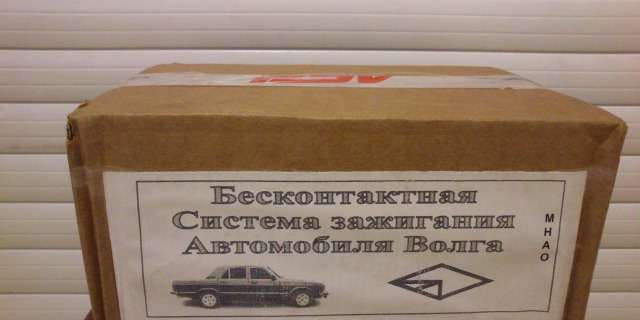 Бесконтактная
Система зажигания
Автомобиля Волга
МНАО